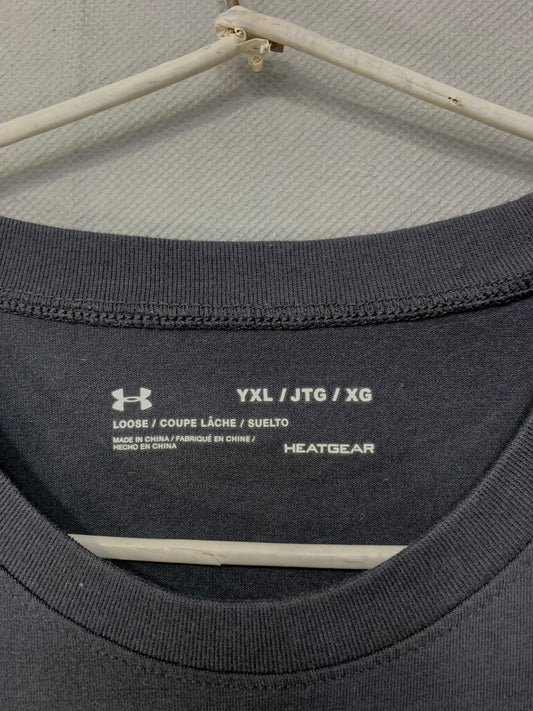 YXL / JTG / XG
LOOSE / COUPE LÂCHE / SUELTO
MADE IN CHINA / FABRIQUÉ EN CHINE /
HECHO EN CHINA
HEATGEAR